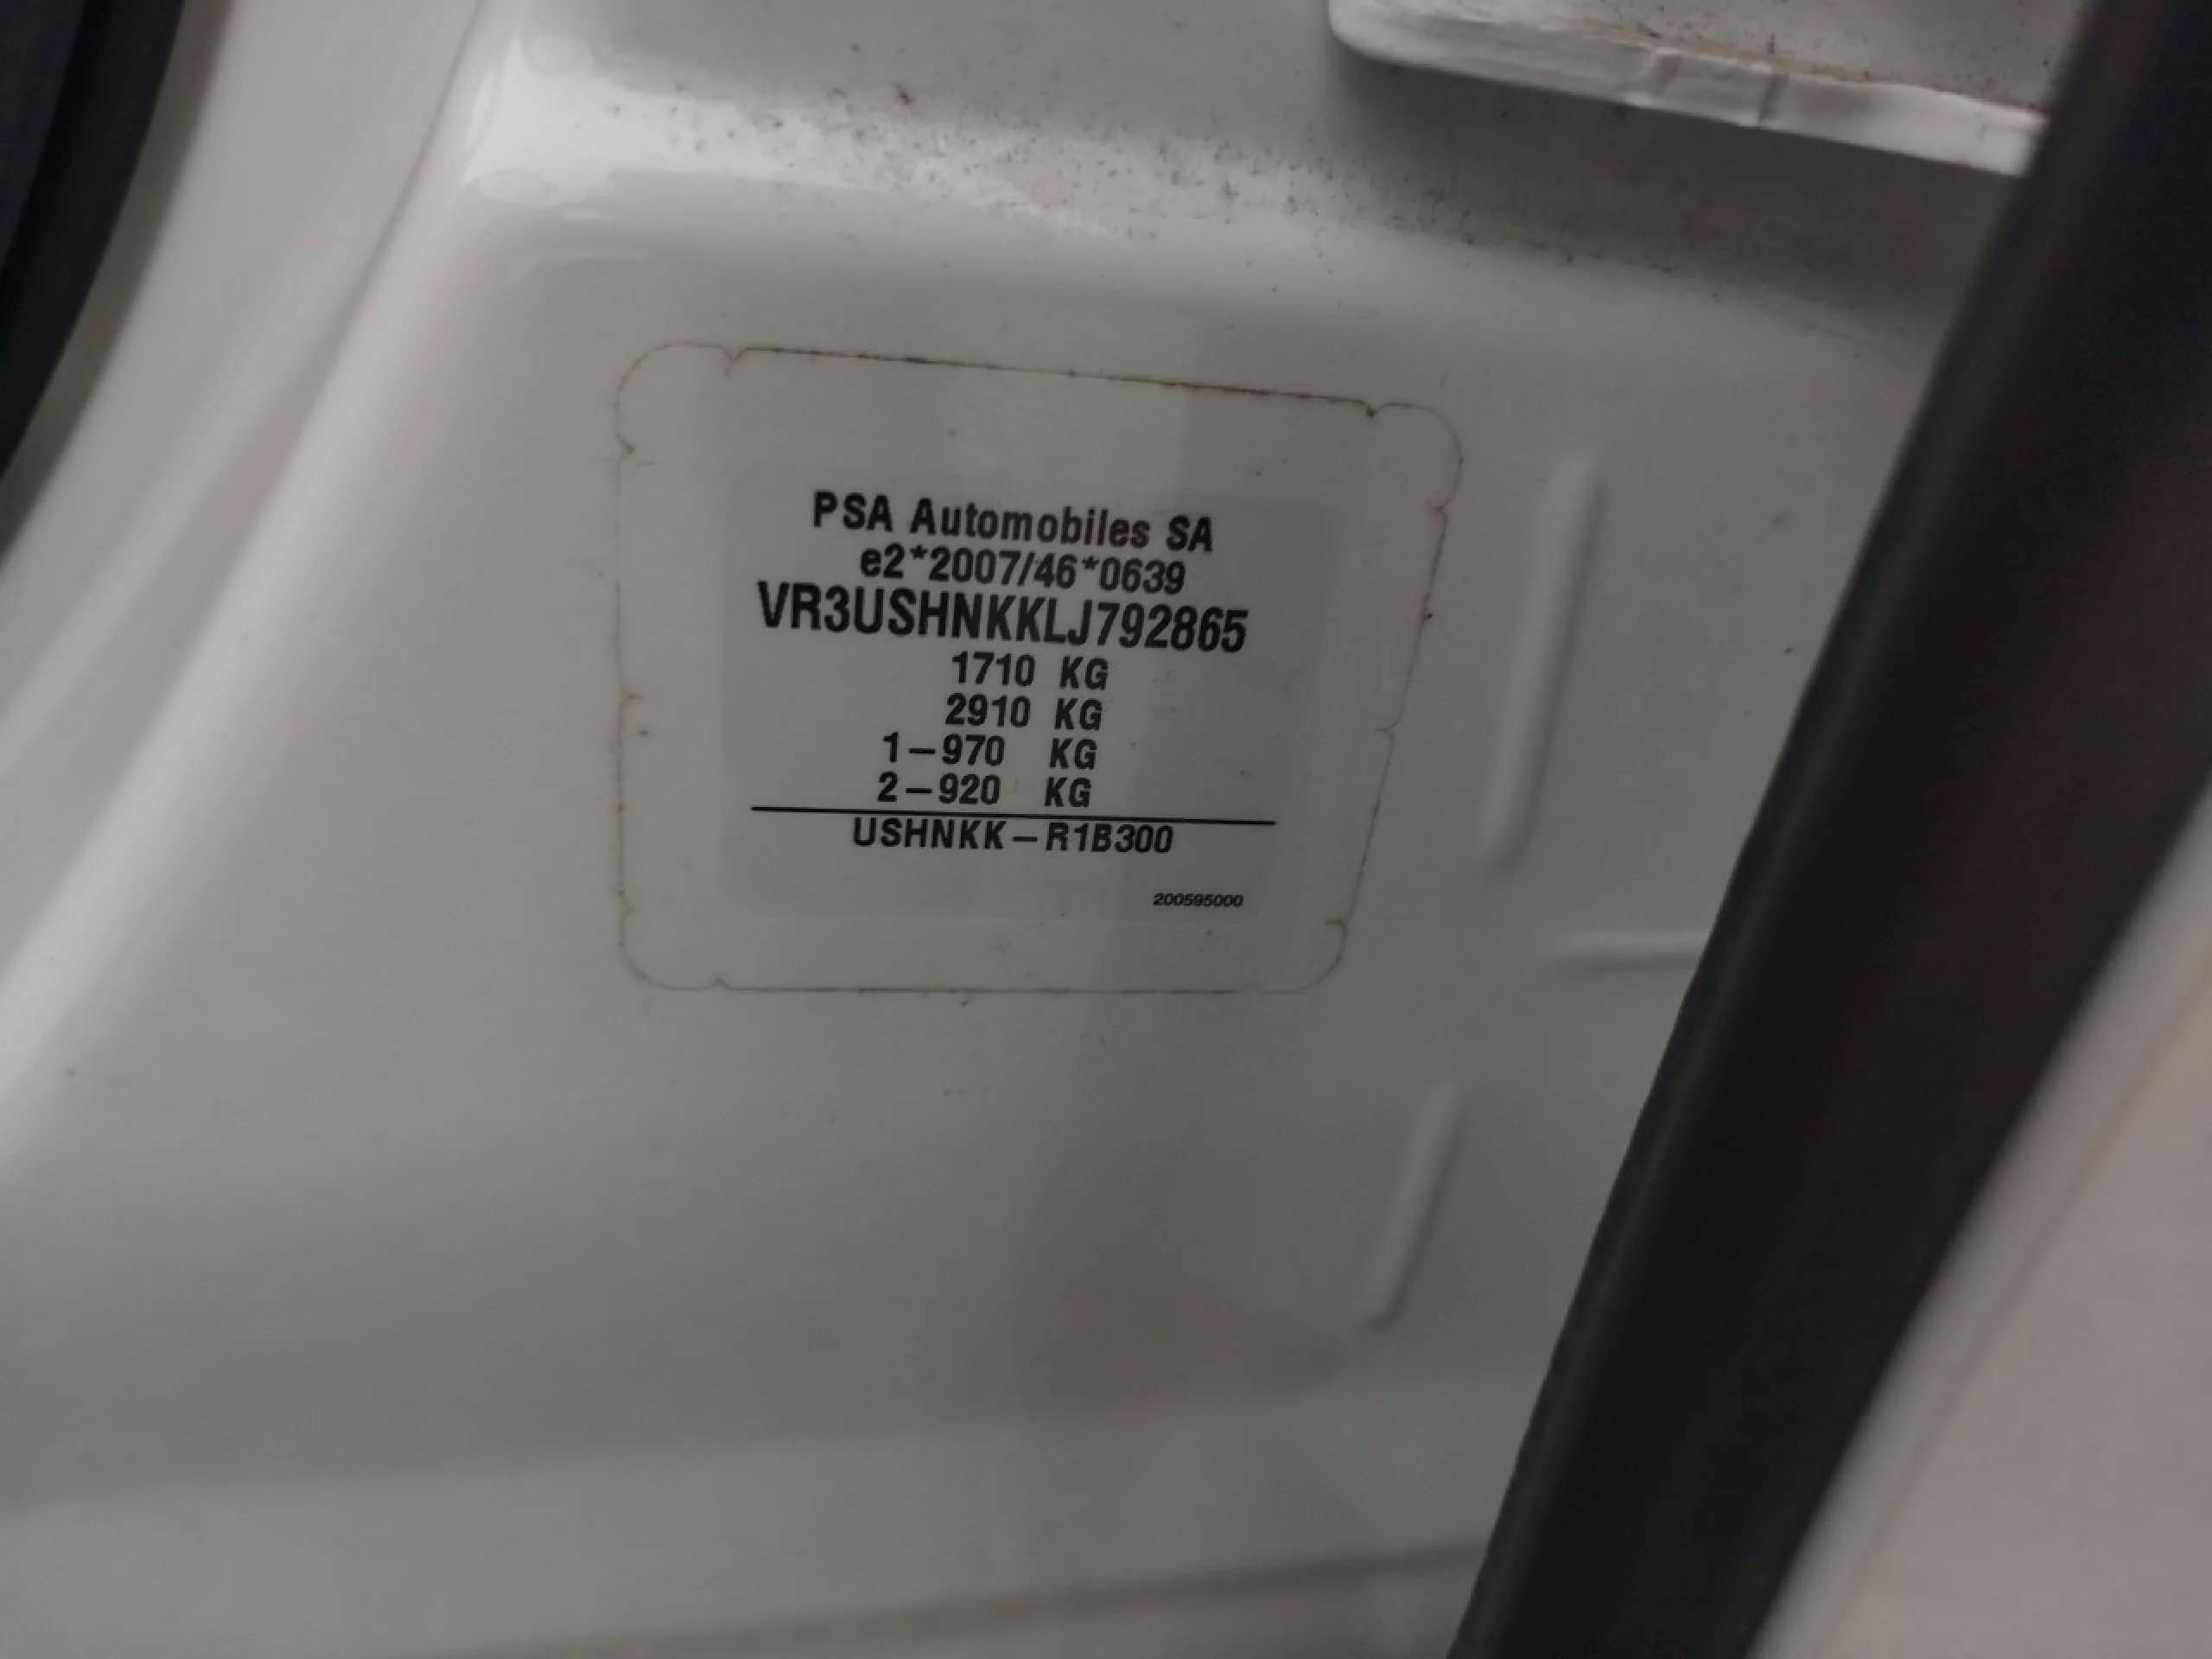 PSA Automobiles SA
e2*2007/46*0639
VR3USHNKKLJ792865
1710 KG
2910 KG
1-970 KG
2-920 KG
USHNKK-R1B300
200595000